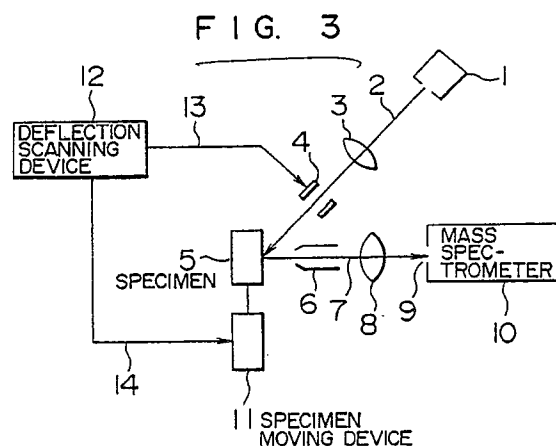 FIG. 3
12
DEFLECTION
SCANNING
DEVICE
13
4
3
2
1
5
SPECIMEN
6
7
8
9
MASS
SPEC-
TROMETER
10
14
11 SPECIMEN
MOVING DEVICE